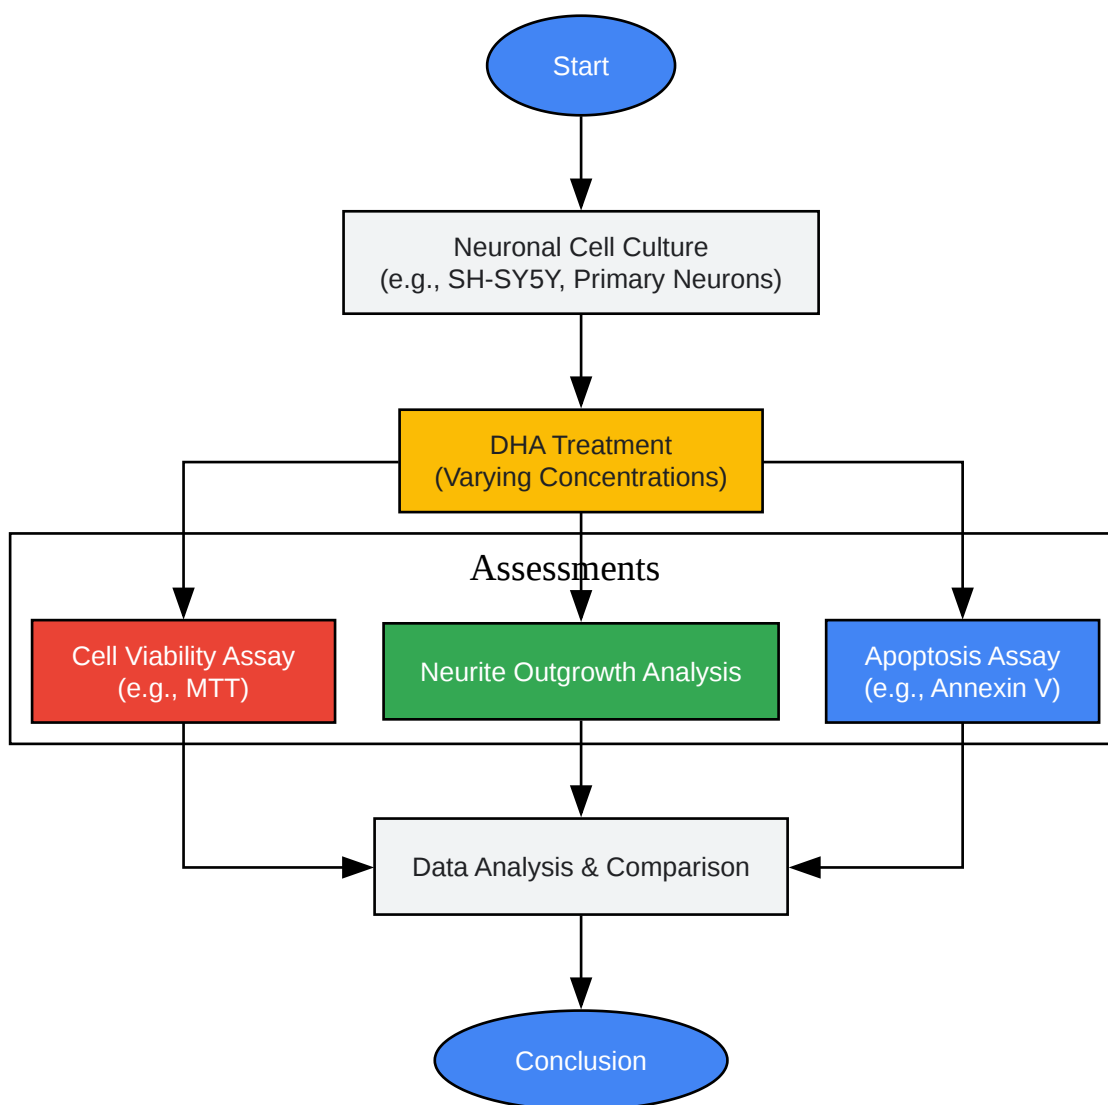 Start
Neuronal Cell Culture
(e.g., SH-SY5Y, Primary Neurons)
DHA Treatment
(Varying Concentrations)
Assessments
Cell Viability Assay
(e.g., MTT)
Neurite Outgrowth Analysis
Apoptosis Assay
(e.g., Annexin V)
Data Analysis & Comparison
Conclusion